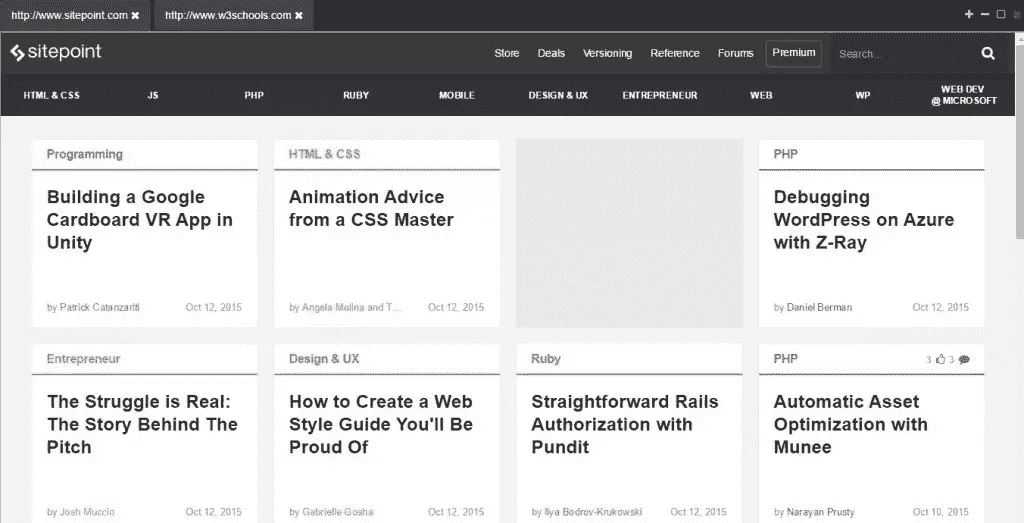 http://www.sitepoint.com ✖ http://www.w3schools.com ✖
sitepoint Store Deals Versioning Reference Forums Premium Search...
HTML & CSS JS PHP RUBY MOBILE DESIGN & UX ENTREPRENEUR WEB WP WEB DEV
@ MICROSOFT
Programming
Building a Google
Cardboard VR App in
Unity
by Patrick Catanzariti Oct 12, 2015
HTML & CSS
Animation Advice
from a CSS Master
by Angela Molina and T... Oct 12, 2015
PHP
Debugging
WordPress on Azure
with Z-Ray
by Daniel Berman Oct 12, 2015
Entrepreneur
The Struggle is Real:
The Story Behind The
Pitch
by Josh Muccio Oct 12, 2015
Design & UX
How to Create a Web
Style Guide You'll Be
Proud Of
by Gabrielle Gosha Oct 12, 2015
Ruby
Straightforward Rails
Authorization with
Pundit
by Ilya Bodrov-Krukowski Oct 12, 2015
PHP 3 3
Automatic Asset
Optimization with
Munee
by Narayan Prusty Oct 10, 2015